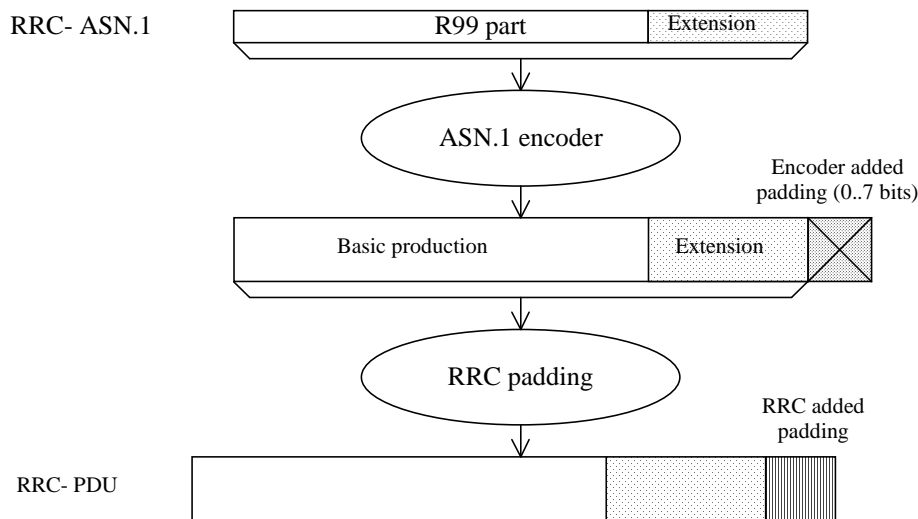 RRC- ASN.1
R99 part
Extension
ASN.1 encoder
Encoder added
padding (0..7 bits)
Basic production
Extension
RRC padding
RRC added
padding
RRC- PDU